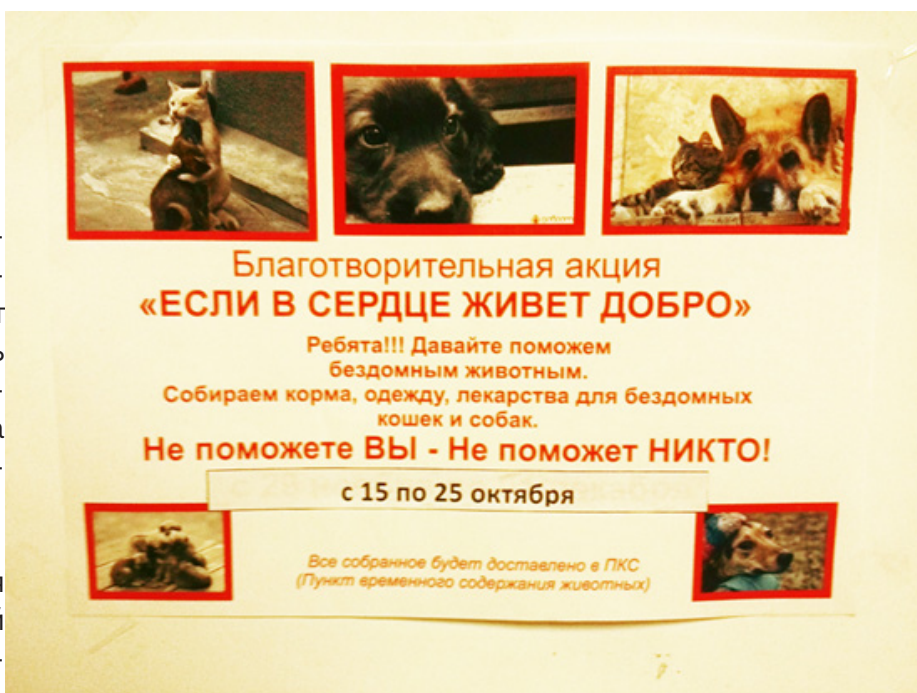 Благотворительная акция
«ЕСЛИ В СЕРДЦЕ ЖИВЕТ ДОБРО»
Ребята!!! Давайте поможем
бездомным животным.
Собираем корма, одежду, лекарства для бездомных
кошек и собак.
Не поможете ВЫ - Не поможет НИКТО!
с 15 по 25 октября
Все собранное будет доставлено в ПКС
(Пункт временного содержания животных)